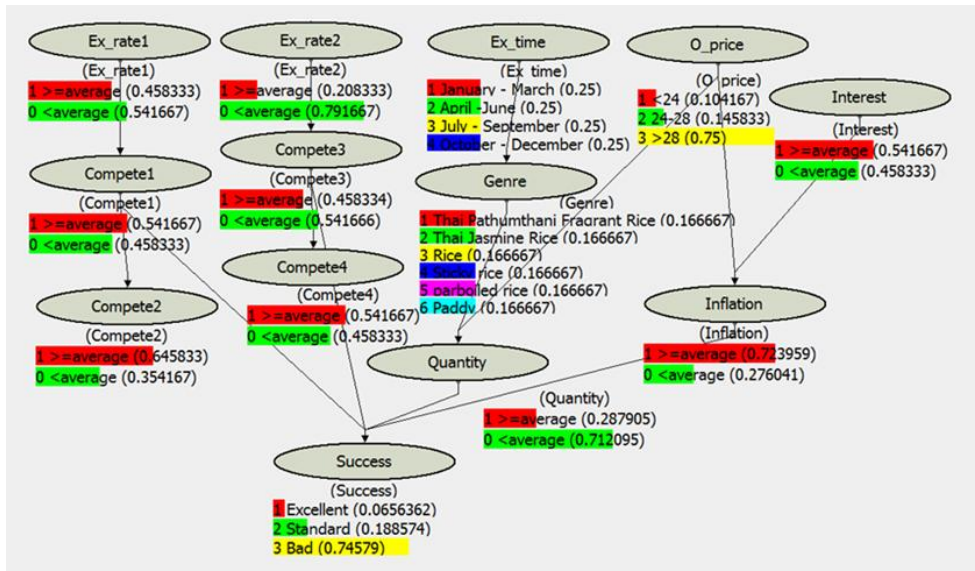 Ex_rate1
(Ex_rate1)
1 >=average (0.458333)
0 <average (0.541667)
Ex_rate2
(Ex_rate2)
1 >=average (0.208333)
0 <average (0.791667)
Ex_time
(Ex_time)
1 January - March (0.25)
2 April -June (0.25)
3 July - September (0.25)
4 October - December (0.25)
O_price
(O_price)
1 <24 (0.104167)
2 24-28 (0.145833)
3 >28 (0.75)
Interest
(Interest)
1 >=average (0.541667)
0 <average (0.458333)
Compete1
(Compete1)
1 >=average (0.541667)
0 <average (0.458333)
Compete3
(Compete3)
1 >=average (0.458334)
0 <average (0.541666)
Genre
(Genre)
1 Thai Pathumthani Fragrant Rice (0.166667)
2 Thai Jasmine Rice (0.166667)
3 Rice (0.166667)
4 Sticky rice (0.166667)
5 parboiled rice (0.166667)
6 Paddy (0.166667)
Compete2
(Compete2)
1 >=average (0.645833)
0 <average (0.354167)
Compete4
(Compete4)
1 >=average (0.541667)
0 <average (0.458333)
Inflation
(Inflation)
1 >=average (0.723959)
0 <average (0.276041)
Quantity
(Quantity)
1 >=average (0.287905)
0 <average (0.712095)
Success
(Success)
1 Excellent (0.0656362)
2 Standard (0.188574)
3 Bad (0.74579)